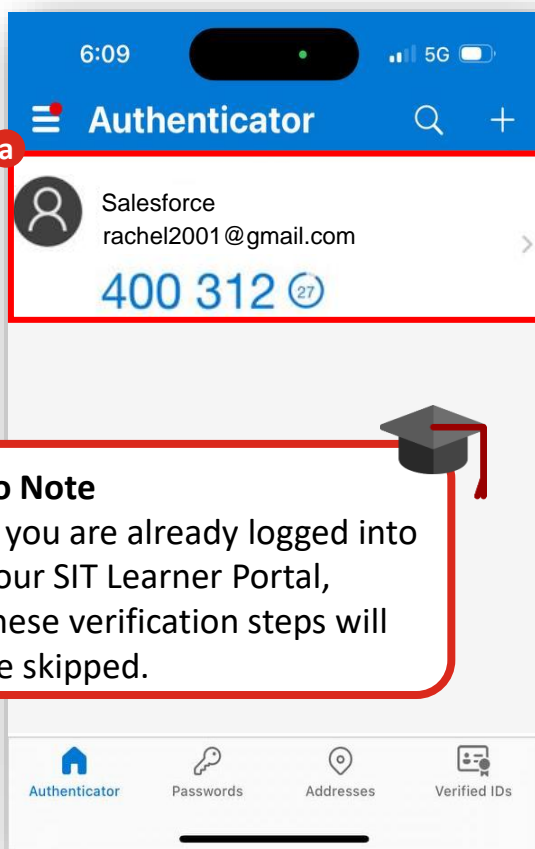 6:09
5G
Authenticator
a
Salesforce
rachel2001@gmail.com
400 312
27
o Note
you are already logged into
our SIT Learner Portal,
hese verification steps will
e skipped.
Authenticator
Passwords
Addresses
Verified IDs